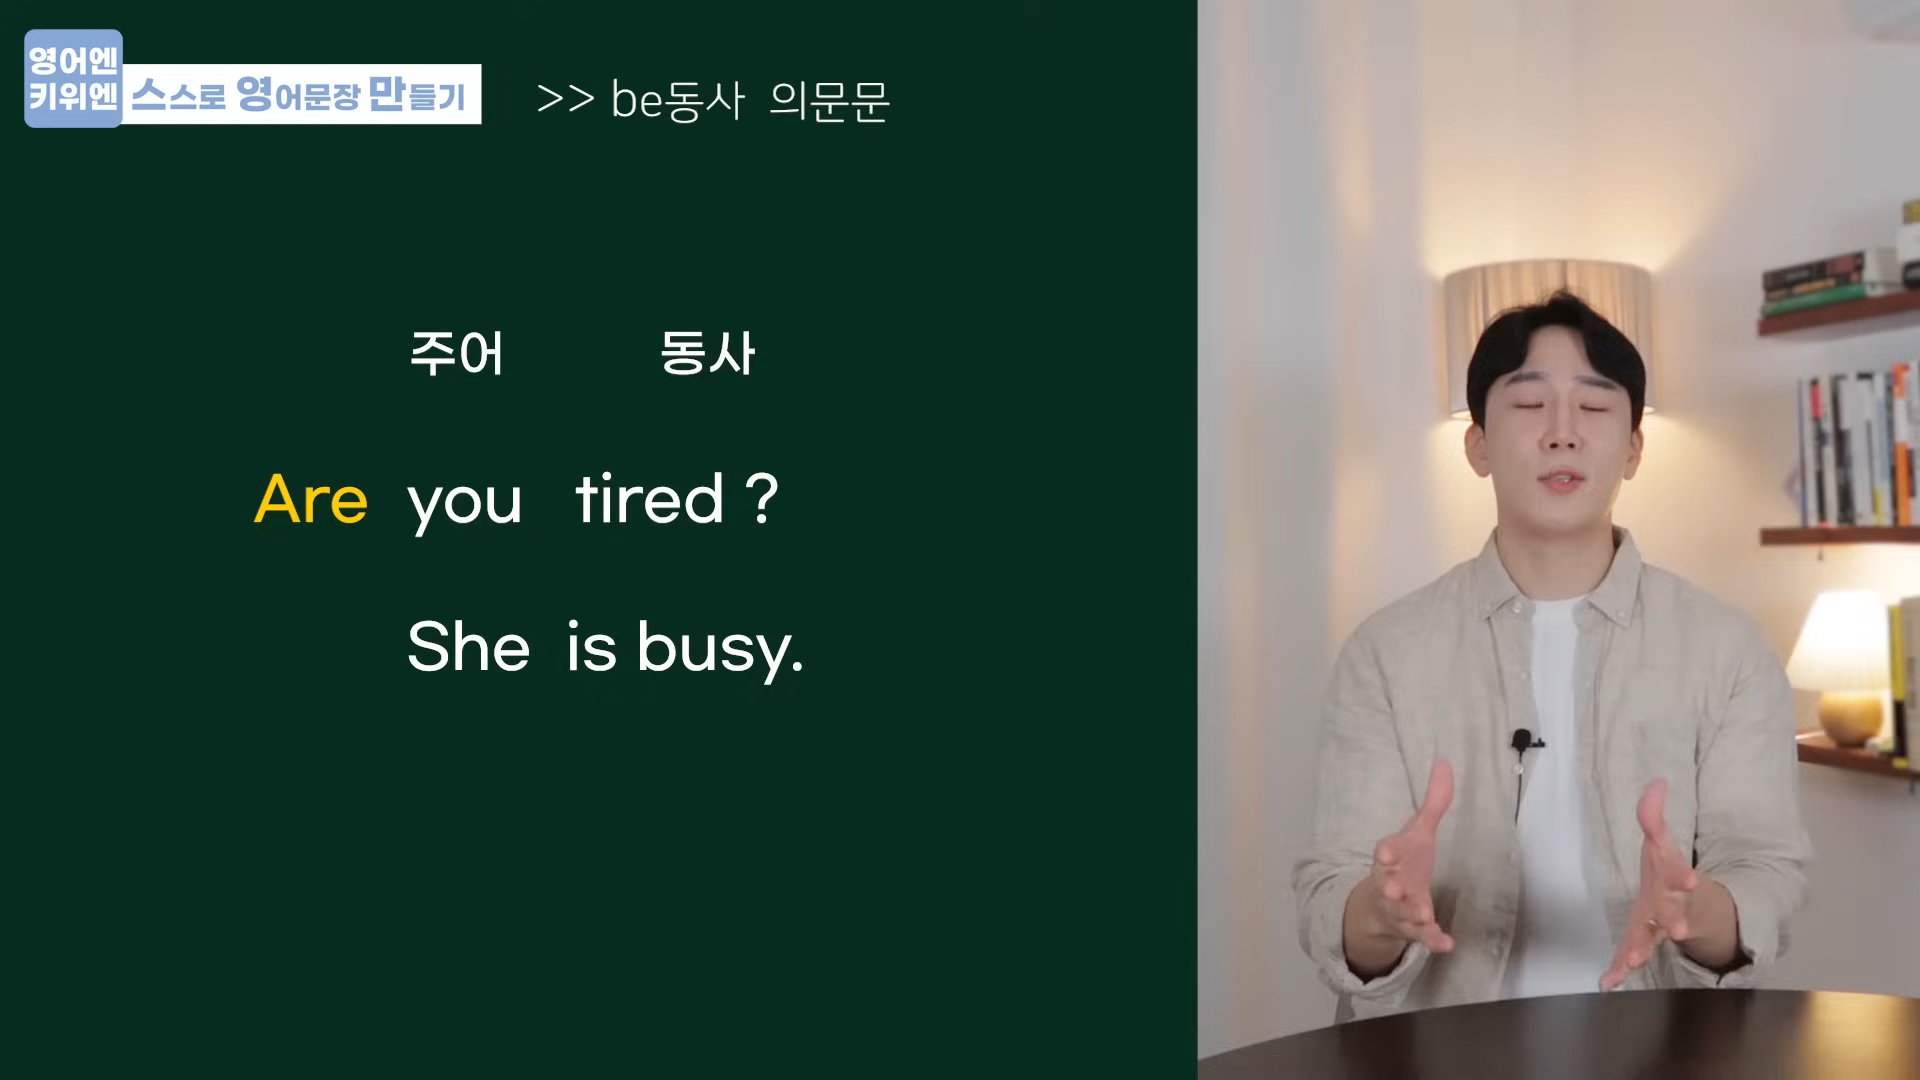 영어엔
키위엔
스스로 영어문장 만들기
>> be동사 의문문
주어 동사
Are you tired ?
She is busy.